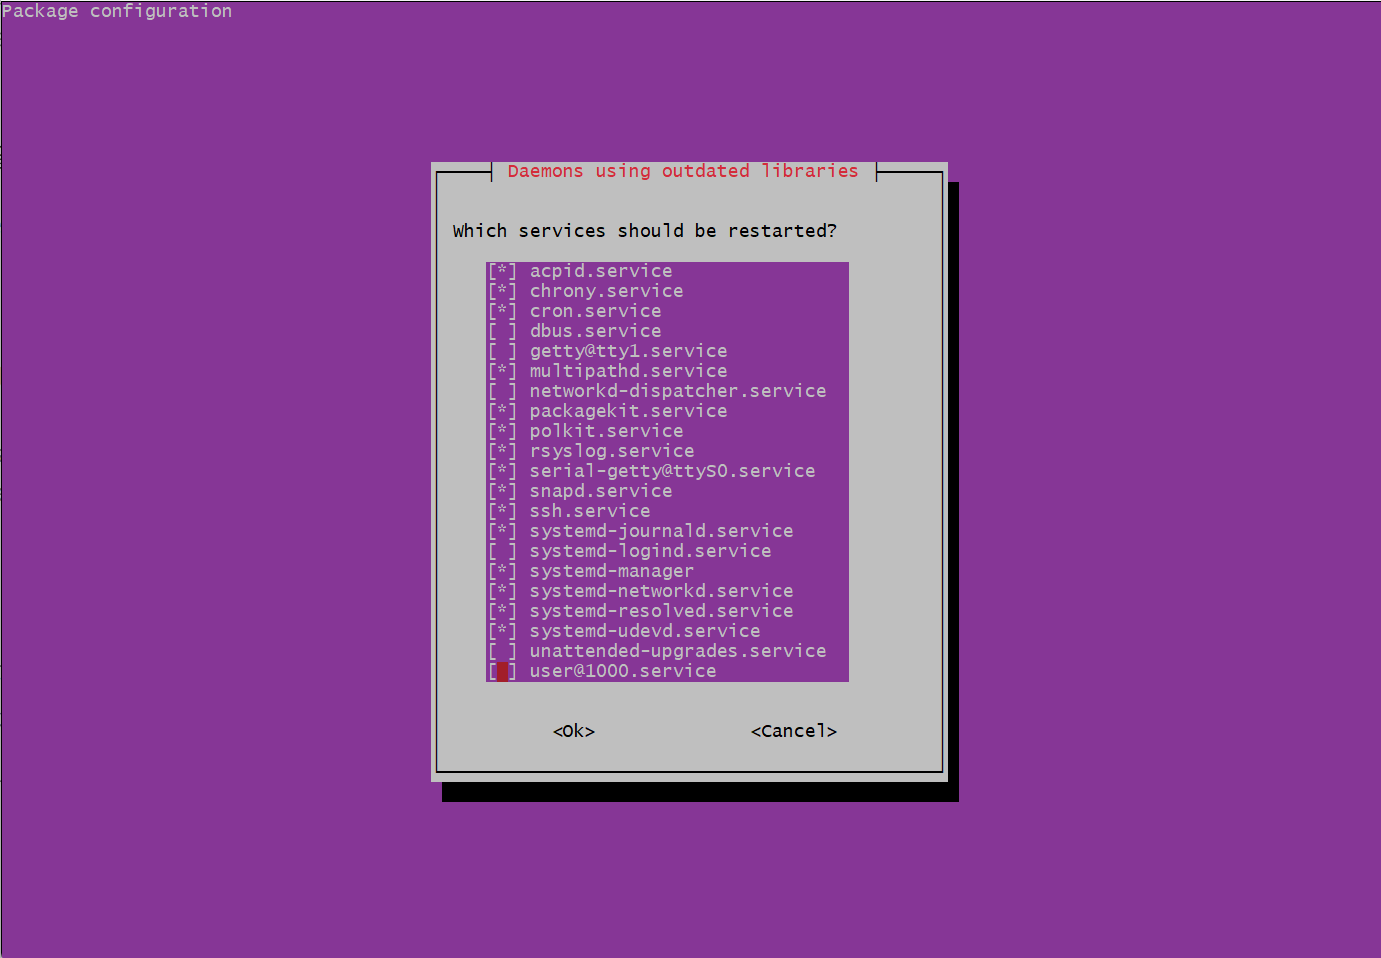 Package configuration
Daemons using outdated libraries
Which services should be restarted?
[*] acpid.service
[*] chrony.service
[*] cron.service
[ ] dbus.service
[ ] getty@tty1.service
[*] multipathd.service
[ ] networkd-dispatcher.service
[*] packagekit.service
[*] polkit.service
[*] rsyslog.service
[*] serial-getty@ttyS0.service
[*] snapd.service
[*] ssh.service
[*] systemd-journald.service
[ ] systemd-logind.service
[*] systemd-manager
[*] systemd-networkd.service
[*] systemd-resolved.service
[*] systemd-udevd.service
[ ] unattended-upgrades.service
[ ] user@1000.service
<Ok> <Cancel>